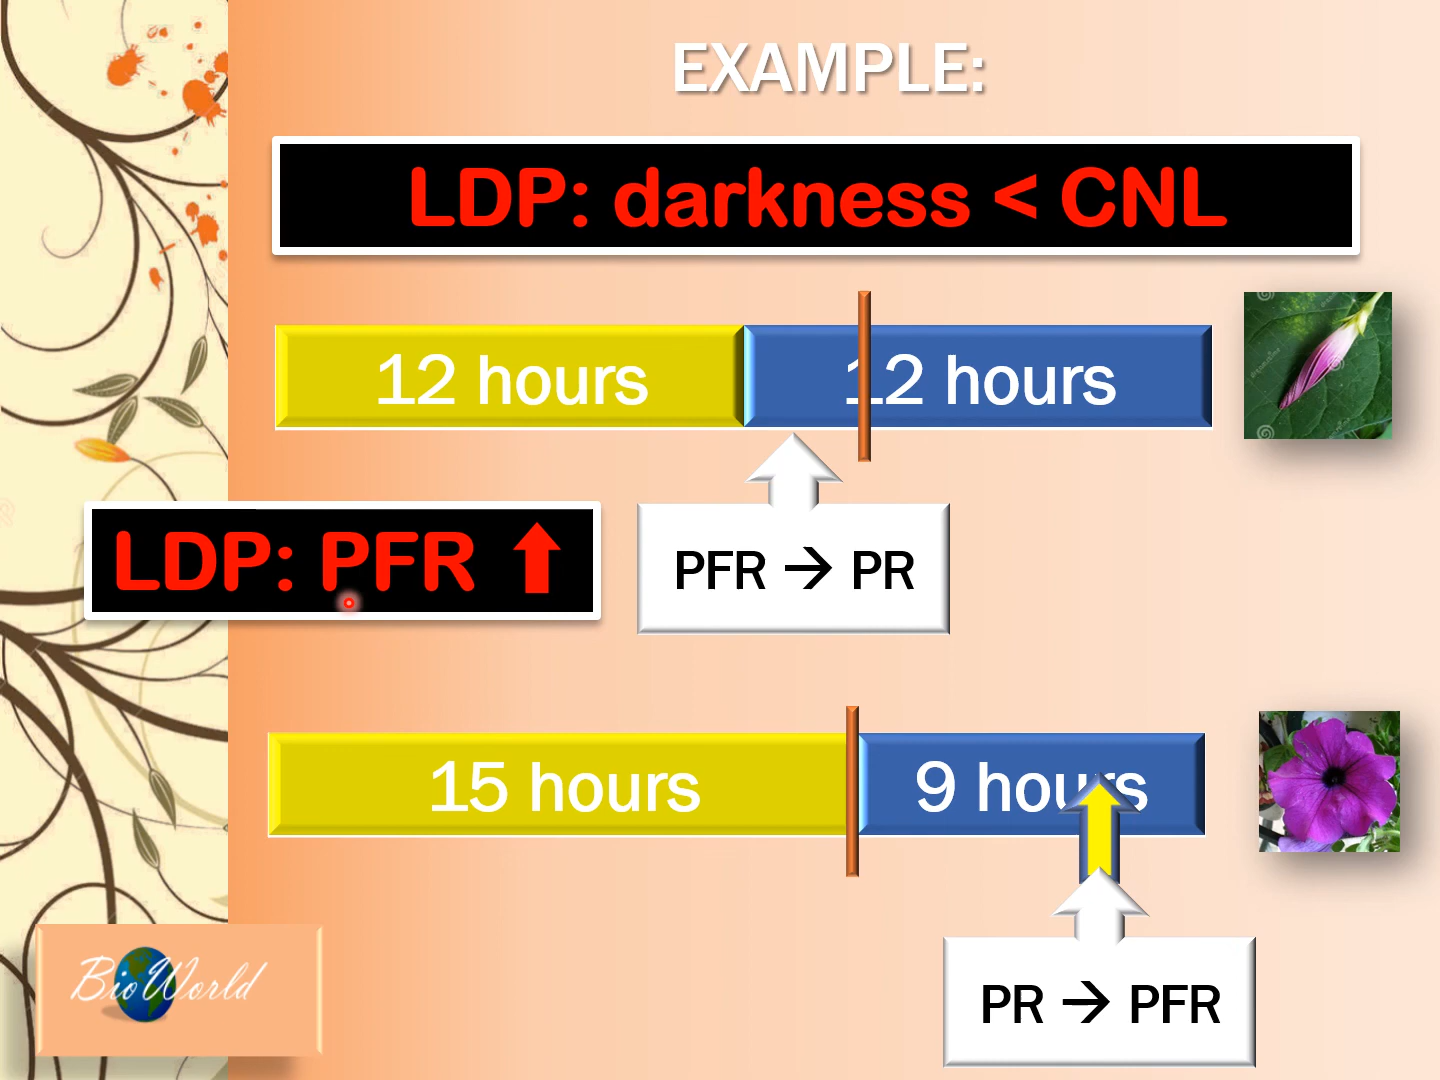 EXAMPLE:
LDP: darkness < CNL
12 hours
12 hours
LDP: PFR ⬆
PFR → PR
15 hours
9 hours
PR → PFR
BioWorld